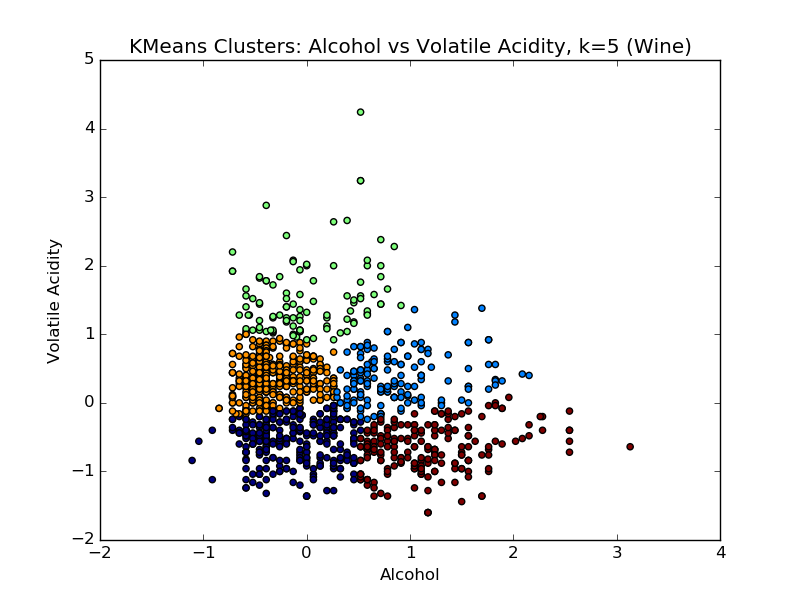 KMeans Clusters: Alcohol vs Volatile Acidity, k=5 (Wine)
5
4
3
2
1
0
−1
−2
−2 −1 0 1 2 3 4
Volatile Acidity
Alcohol